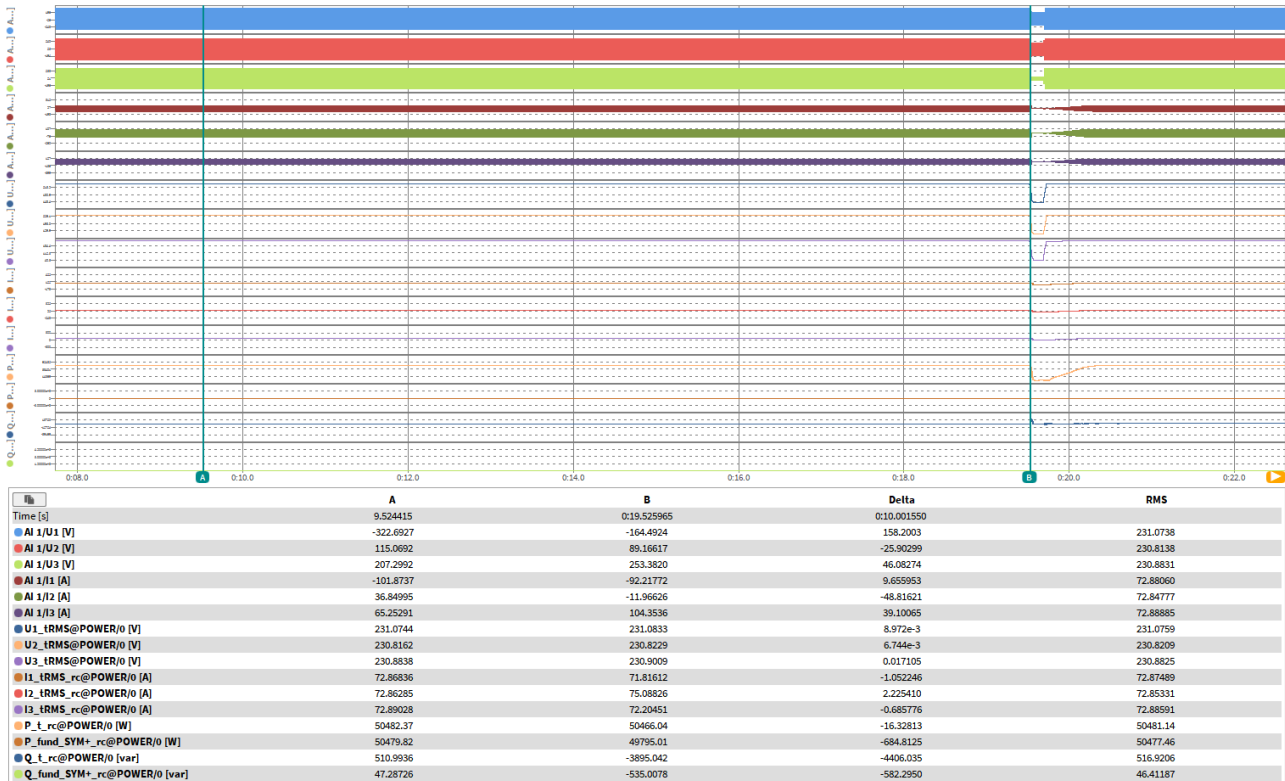 A...]
A...]
A...]
A...]
A...]
A...]
U...]
U...]
U...]
I...]
I...]
I...]
P...]
P...]
Q...]
Q...]
0:08.0 A 0:10.0 0:12.0 0:14.0 0:16.0 0:18.0 B 0:20.0 0:22.0
A B Delta RMS
Time [s] 9.524415 0:19.525965 0:10.001550
AI 1/U1 [V] -322.6927 -164.4924 158.2003 231.0738
AI 1/U2 [V] 115.0692 89.16617 -25.90299 230.8138
AI 1/U3 [V] 207.2992 253.3820 46.08274 230.8831
AI 1/I1 [A] -101.8737 -92.21772 9.655953 72.88060
AI 1/I2 [A] 36.84995 -11.96626 -48.81621 72.84777
AI 1/I3 [A] 65.25291 104.3536 39.10065 72.88885
U1_tRMS@POWER/0 [V] 231.0744 231.0833 8.972e-3 231.0759
U2_tRMS@POWER/0 [V] 230.8162 230.8229 6.744e-3 230.8209
U3_tRMS@POWER/0 [V] 230.8838 230.9009 0.017105 230.8825
I1_tRMS_rc@POWER/0 [A] 72.86836 71.81612 -1.052246 72.87489
I2_tRMS_rc@POWER/0 [A] 72.86285 75.08826 2.225410 72.85331
I3_tRMS_rc@POWER/0 [A] 72.89028 72.20451 -0.685776 72.88591
P_t_rc@POWER/0 [W] 50482.37 50466.04 -16.32813 50481.14
P_fund_SYM+_rc@POWER/0 [W] 50479.82 49795.01 -684.8125 50477.46
Q_t_rc@POWER/0 [var] 510.9936 -3895.042 -4406.035 516.9206
Q_fund_SYM+_rc@POWER/0 [var] 47.28726 -535.0078 -582.2950 46.41187